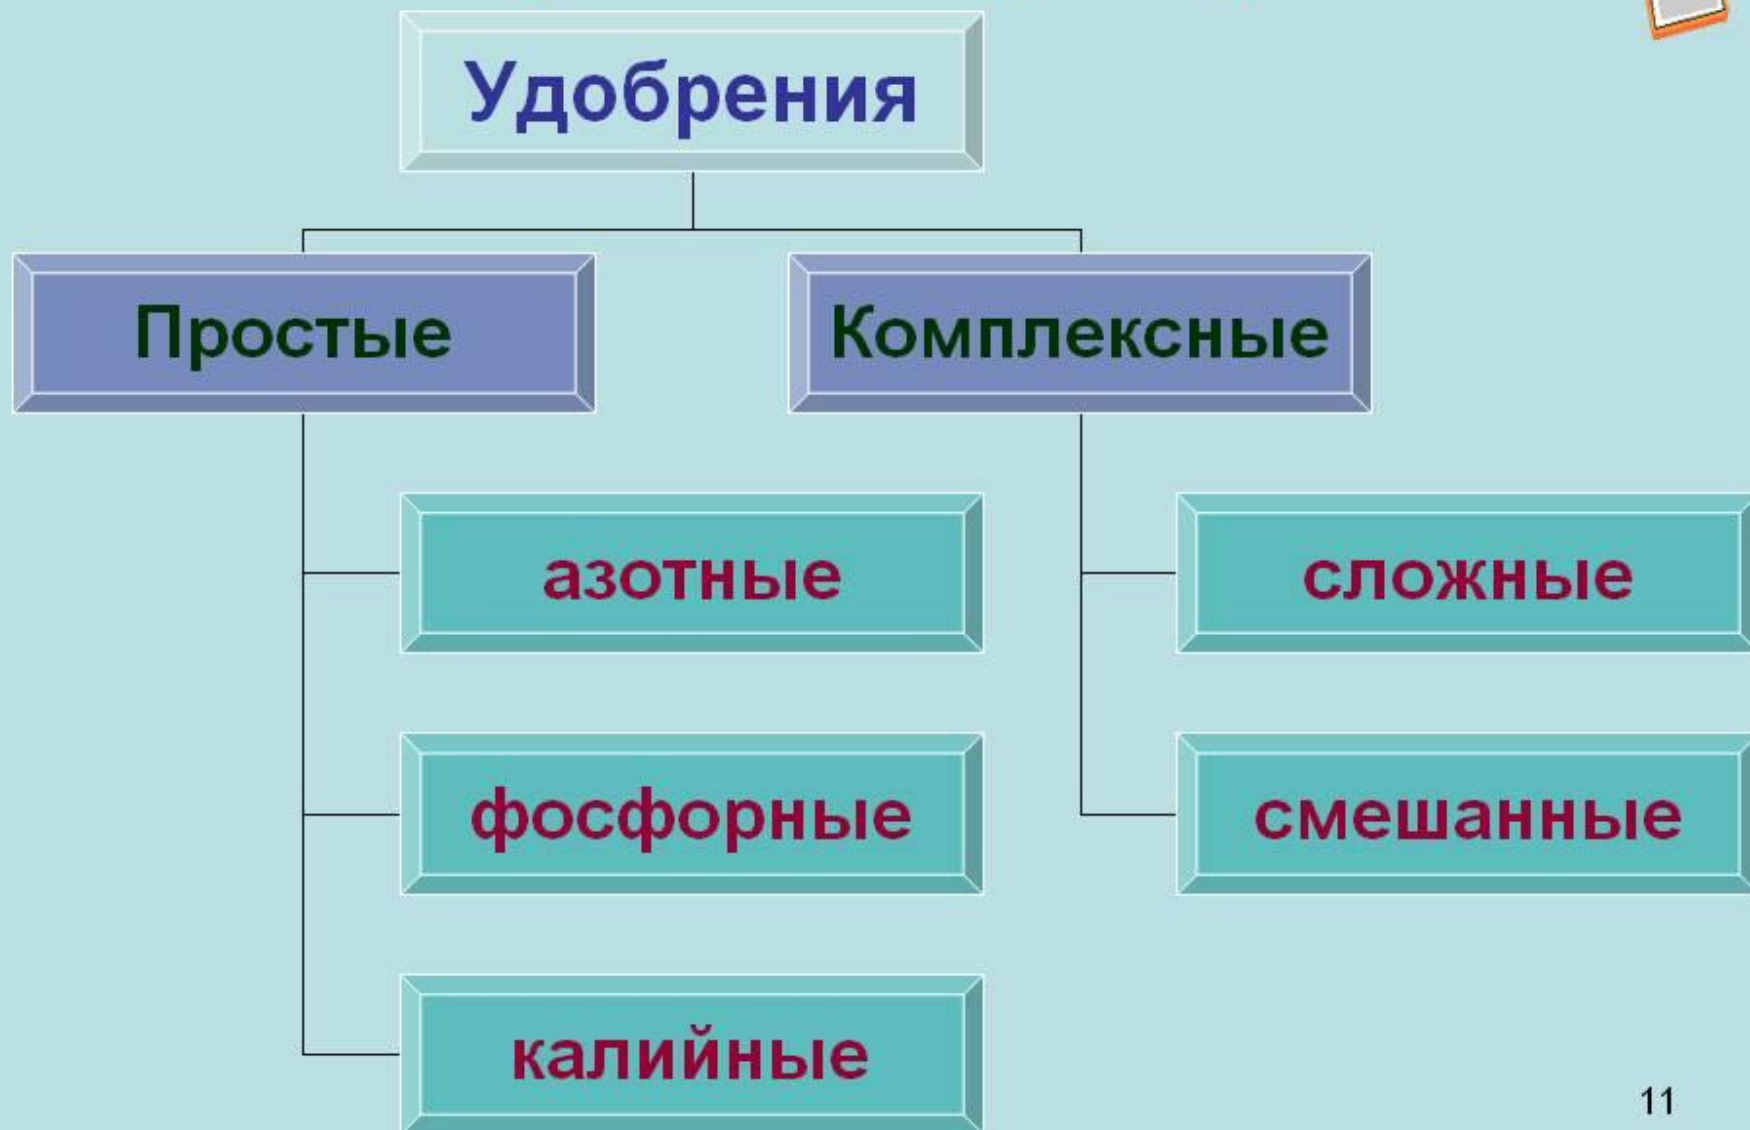 Удобрения
Простые
Комплексные
азотные
сложные
фосфорные
смешанные
калийные
11